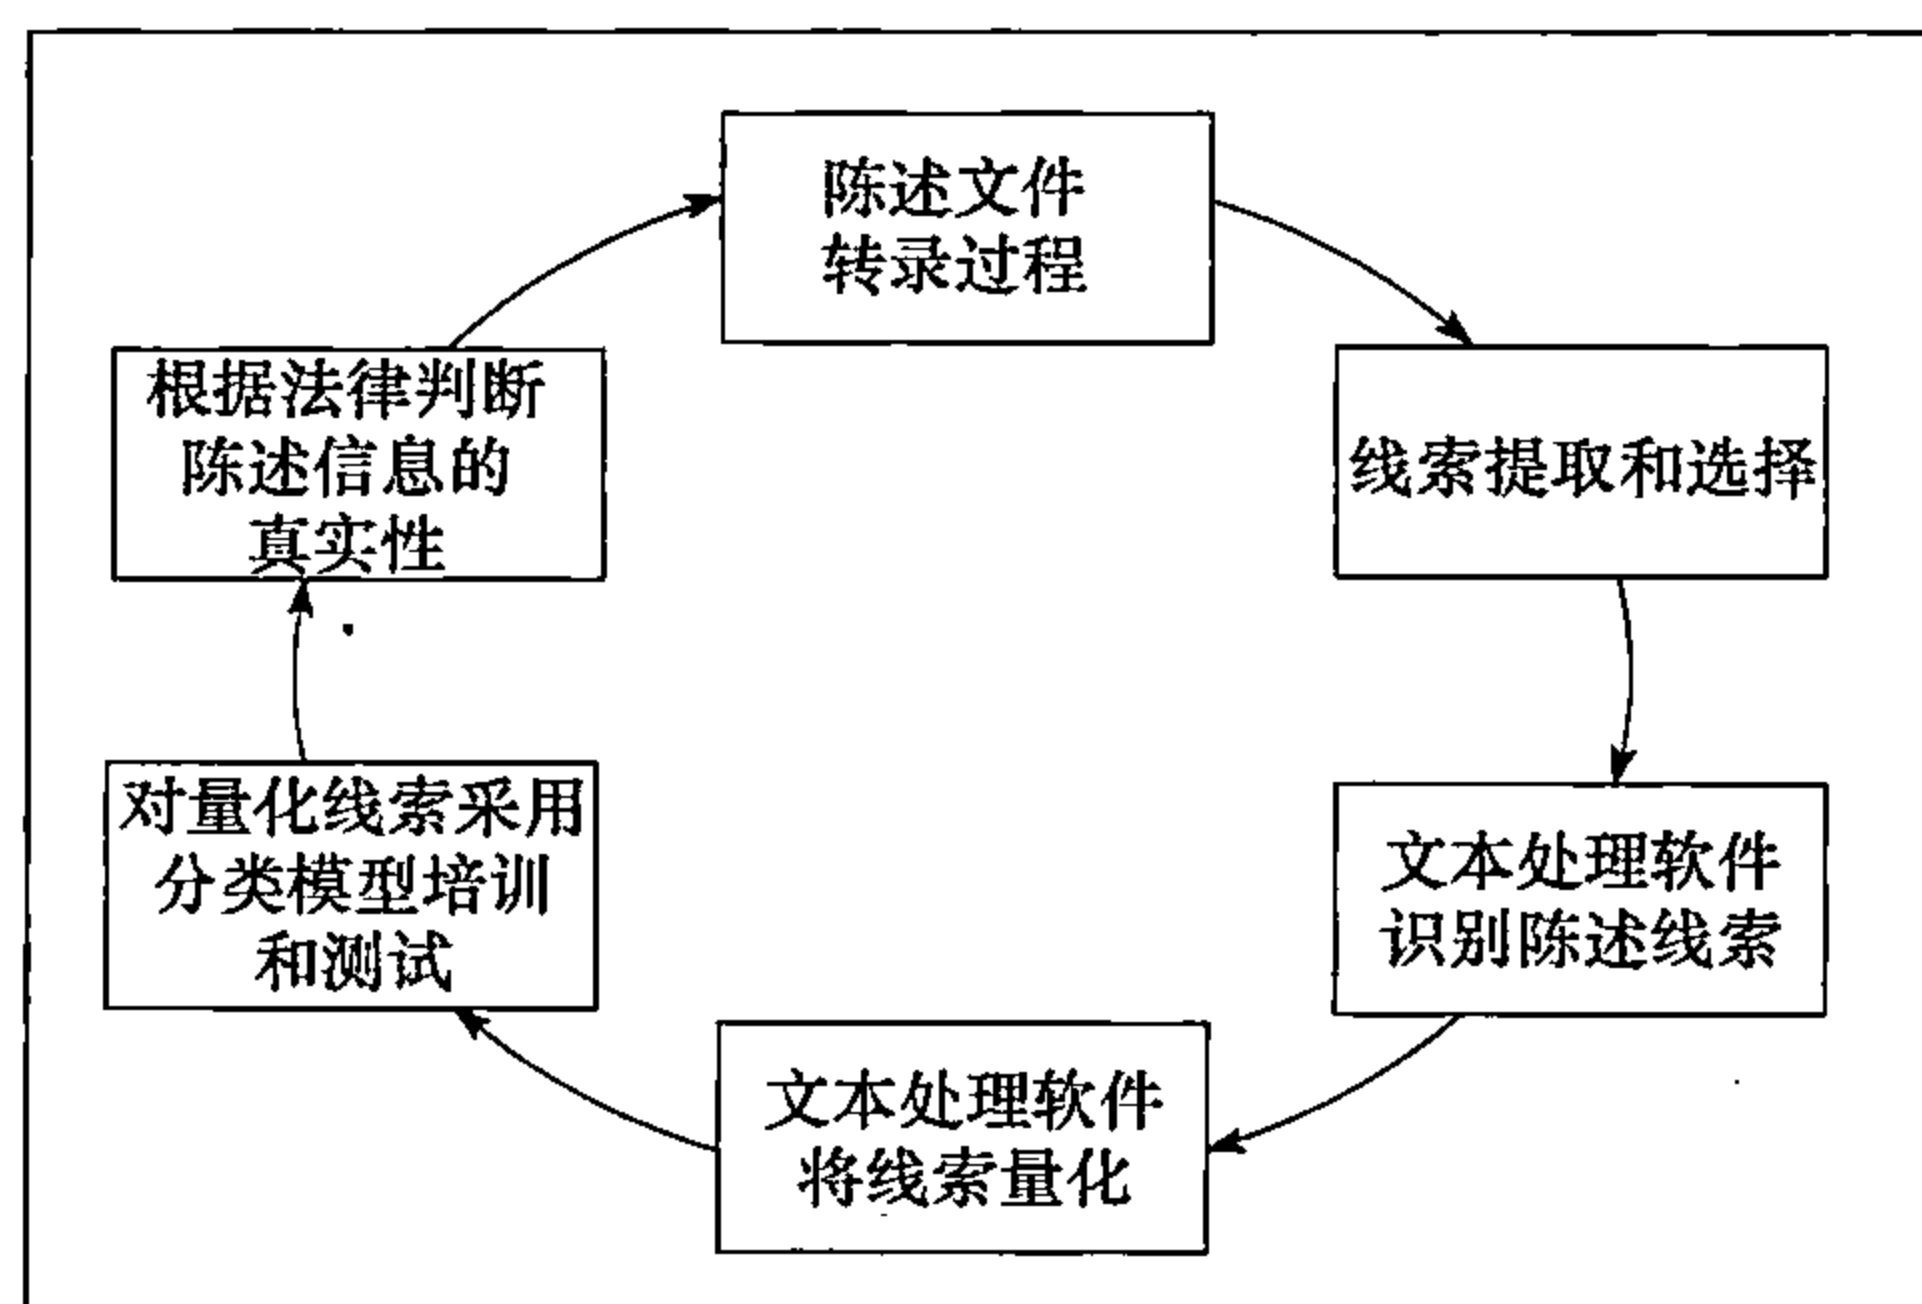 陈述文件
转录过程
线索提取和选择
文本处理软件
识别陈述线索
文本处理软件
将线索量化
对量化线索采用
分类模型培训
和测试
根据法律判断
陈述信息的
真实性